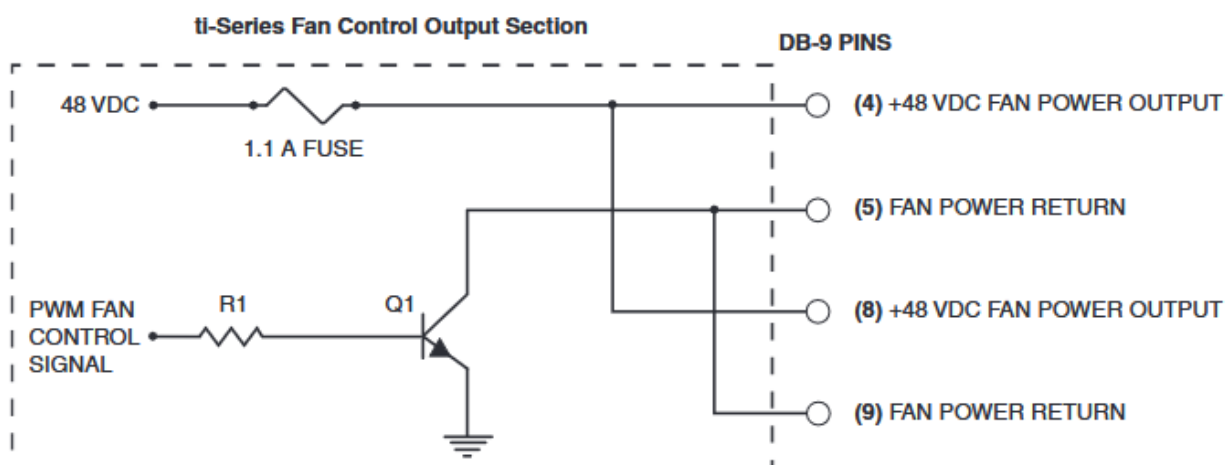 ti-Series Fan Control Output Section
DB-9 PINS
48 VDC
1.1 A FUSE
(4) +48 VDC FAN POWER OUTPUT
(5) FAN POWER RETURN
PWM FAN
CONTROL
SIGNAL
R1
Q1
(8) +48 VDC FAN POWER OUTPUT
(9) FAN POWER RETURN